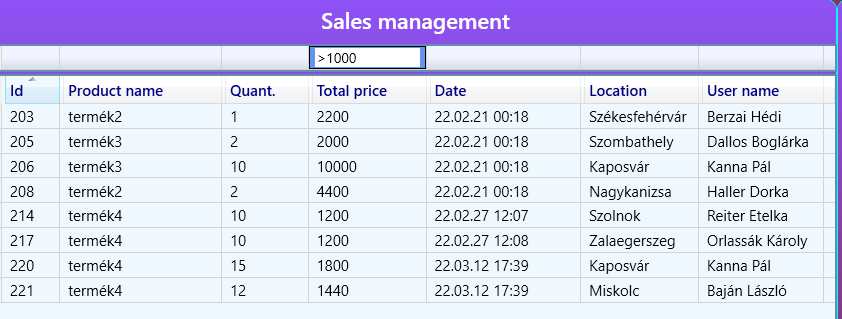 Sales management
>1000
Id Product name Quant. Total price Date Location User name
203 termék2 1 2200 22.02.21 00:18 Székesfehérvár Berzai Hédi
205 termék3 2 2000 22.02.21 00:18 Szombathely Dallos Boglárka
206 termék3 10 10000 22.02.21 00:18 Kaposvár Kanna Pál
208 termék2 2 4400 22.02.21 00:18 Nagykanizsa Haller Dorka
214 termék4 10 1200 22.02.27 12:07 Szolnok Reiter Etelka
217 termék4 10 1200 22.02.27 12:08 Zalaegerszeg Orlassák Károly
220 termék4 15 1800 22.03.12 17:39 Kaposvár Kanna Pál
221 termék4 12 1440 22.03.12 17:39 Miskolc Baján László